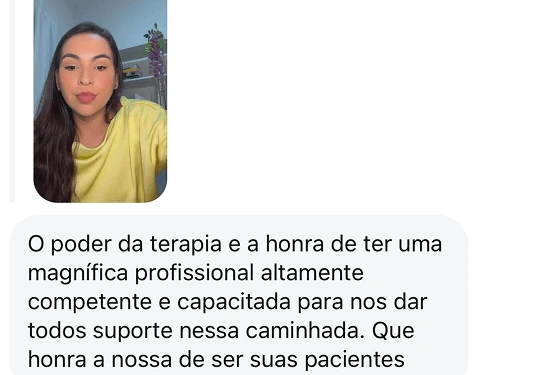 O poder da terapia e a honra de ter uma
magnífica profissional altamente
competente e capacitada para nos dar
todos suporte nessa caminhada. Que
honra a nossa de ser suas pacientes